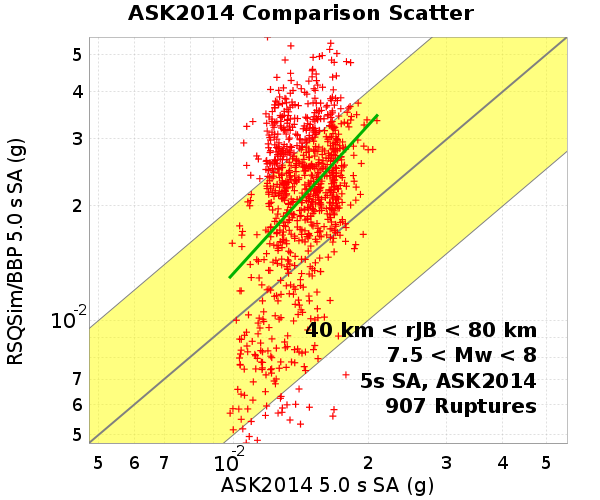 ASK2014 Comparison Scatter
RSQSim/BBP 5.0 s SA (g)
5
4
3
2
10-2
7
6
5
40 km < rJB < 80 km
7.5 < Mw < 8
5s SA, ASK2014
907 Ruptures
5 6 7 10-2 2 3 4 5
ASK2014 5.0 s SA (g)